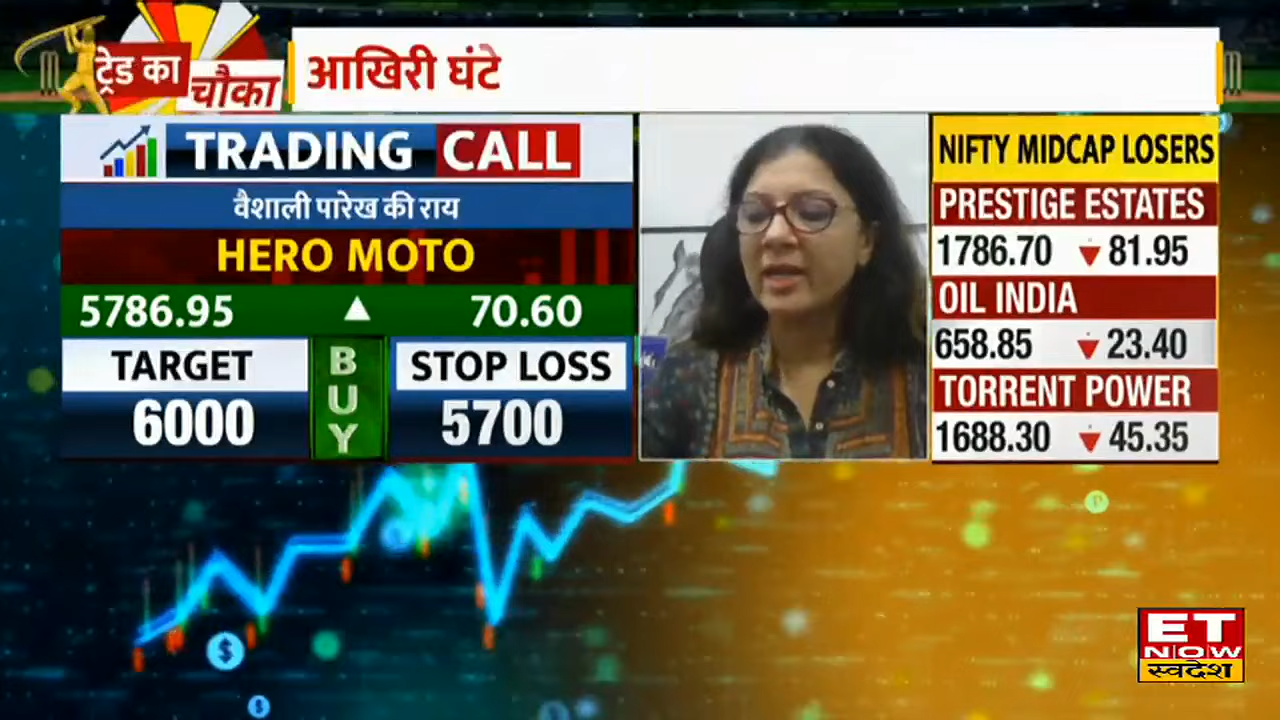 ट्रेड का
चौका
आखिरी घंटे
TRADING CALL
वैशाली पारेख की राय
HERO MOTO
5786.95 ▲ 70.60
TARGET
6000
BUY
STOP LOSS
5700
NIFTY MIDCAP LOSERS
PRESTIGE ESTATES
1786.70 ▼ 81.95
OIL INDIA
658.85 ▼ 23.40
TORRENT POWER
1688.30 ▼ 45.35
ET
NOW
स्वदेश